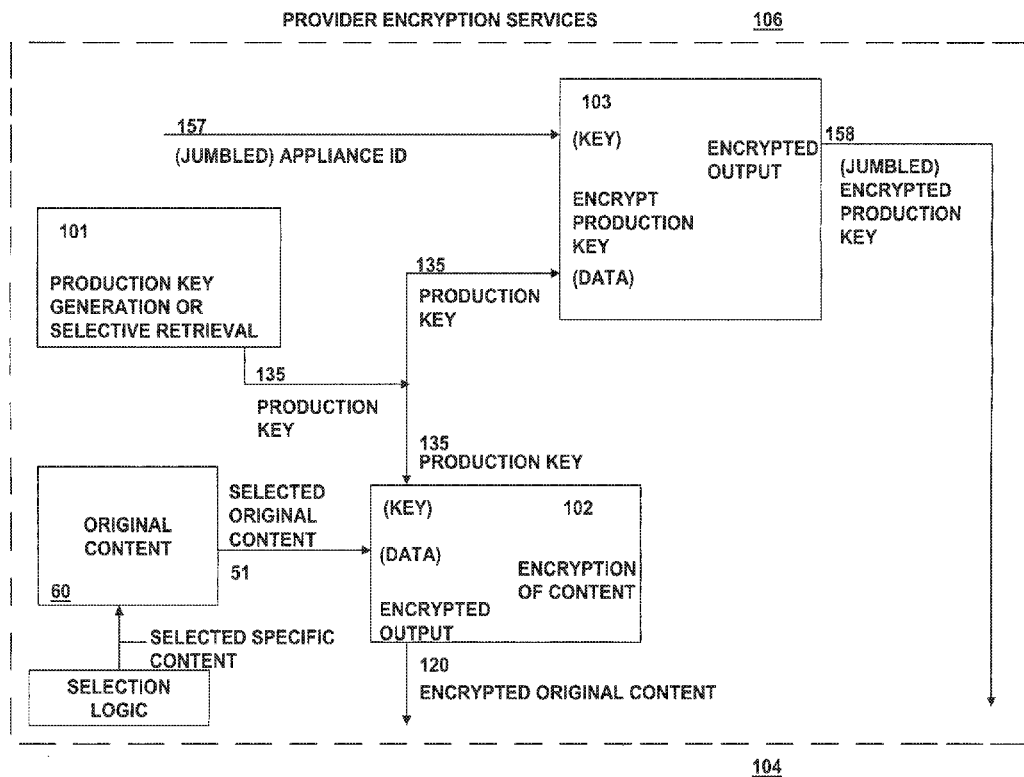 PROVIDER ENCRYPTION SERVICES 106
103
157
(KEY)
158
(JUMBLED) APPLIANCE ID
ENCRYPTED
OUTPUT
(JUMBLED)
ENCRYPTED
PRODUCTION
KEY
ENCRYPT
PRODUCTION
KEY
(DATA)
101
PRODUCTION KEY
GENERATION OR
SELECTIVE RETRIEVAL
135
PRODUCTION
KEY
135
PRODUCTION
KEY
135
PRODUCTION KEY
ORIGINAL
CONTENT
60
SELECTED
ORIGINAL
CONTENT
51
(KEY)
102
(DATA)
ENCRYPTION
OF CONTENT
ENCRYPTED
OUTPUT
SELECTED SPECIFIC
CONTENT
SELECTION
LOGIC
120
ENCRYPTED ORIGINAL CONTENT
104